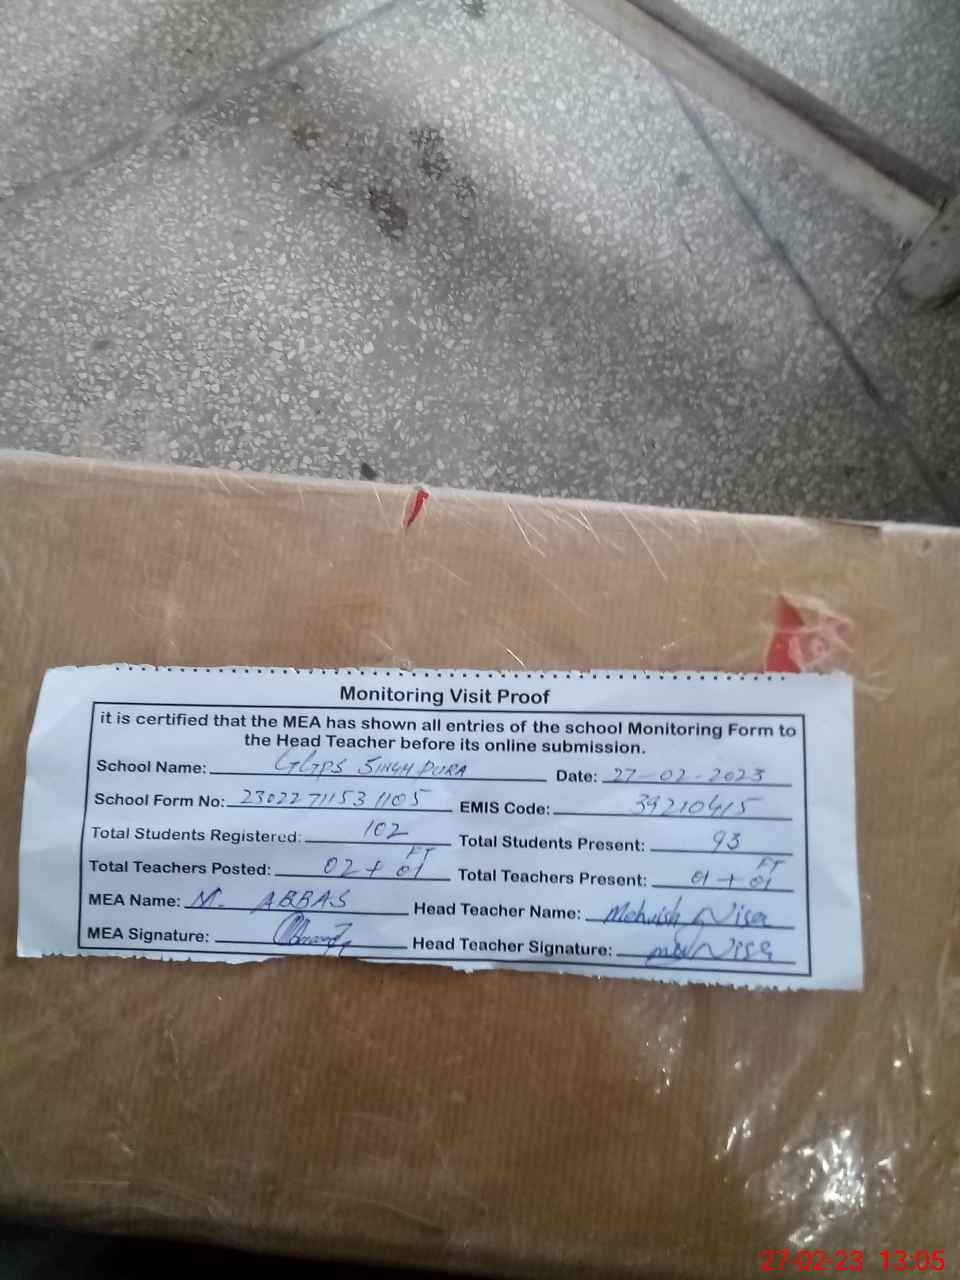 Monitoring Visit Proof
it is certified that the MEA has shown all entries of the school Monitoring Form to
the Head Teacher before its online submission.
School Name: GGPS SINGH PURA Date: 27-02-2023
School Form No: 23022711531105 EMIS Code: 39210415
Total Students Registered: 102 Total Students Present: 93
Total Teachers Posted: 02 + 01 FT Total Teachers Present: 01 + 01 FT
MEA Name: M. ABBAS Head Teacher Name: Mehwish Nisa
MEA Signature: Head Teacher Signature: Nisa
27-02-23 13:05